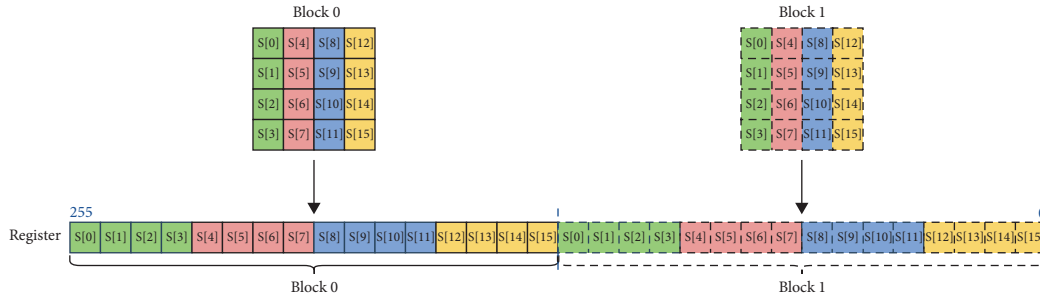 Block 0 Block 1
S[0] S[4] S[8] S[12] S[0] S[4] S[8] S[12]
S[1] S[5] S[9] S[13] S[1] S[5] S[9] S[13]
S[2] S[6] S[10] S[14] S[2] S[6] S[10] S[14]
S[3] S[7] S[11] S[15] S[3] S[7] S[11] S[15]
255
Register S[0] S[1] S[2] S[3] S[4] S[5] S[6] S[7] S[8] S[9] S[10] S[11] S[12] S[13] S[14] S[15] S[0] S[1] S[2] S[3] S[4] S[5] S[6] S[7] S[8] S[9] S[10] S[11] S[12] S[13] S[14] S[15
Block 0 Block 1